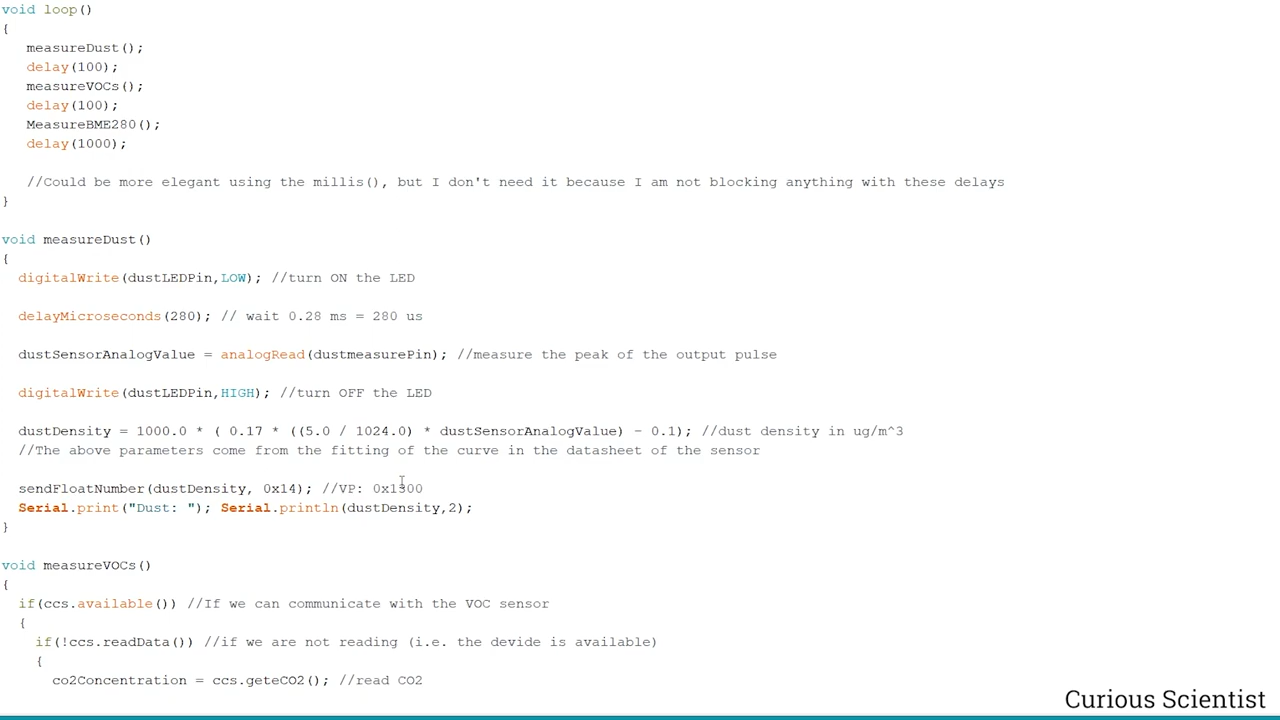 void loop()
{
measureDust();
delay(100);
measureVOCs();
delay(100);
MeasureBME280();
delay(1000);
//Could be more elegant using the millis(), but I don't need it because I am not blocking anything with these delays
}
void measureDust()
{
digitalWrite(dustLEDPin,LOW); //turn ON the LED
delayMicroseconds(280); // wait 0.28 ms = 280 us
dustSensorAnalogValue = analogRead(dustmeasurePin); //measure the peak of the output pulse
digitalWrite(dustLEDPin,HIGH); //turn OFF the LED
dustDensity = 1000.0 * ( 0.17 * ((5.0 / 1024.0) * dustSensorAnalogValue) - 0.1); //dust density in ug/m^3
//The above parameters come from the fitting of the curve in the datasheet of the sensor
sendFloatNumber(dustDensity, 0x14); //VP: 0x1300
Serial.print("Dust: "); Serial.println(dustDensity,2);
}
void measureVOCs()
{
if(ccs.available()) //If we can communicate with the VOC sensor
{
if(!ccs.readData()) //if we are not reading (i.e. the devide is available)
{
co2Concentration = ccs.geteCO2(); //read CO2
Curious Scientist